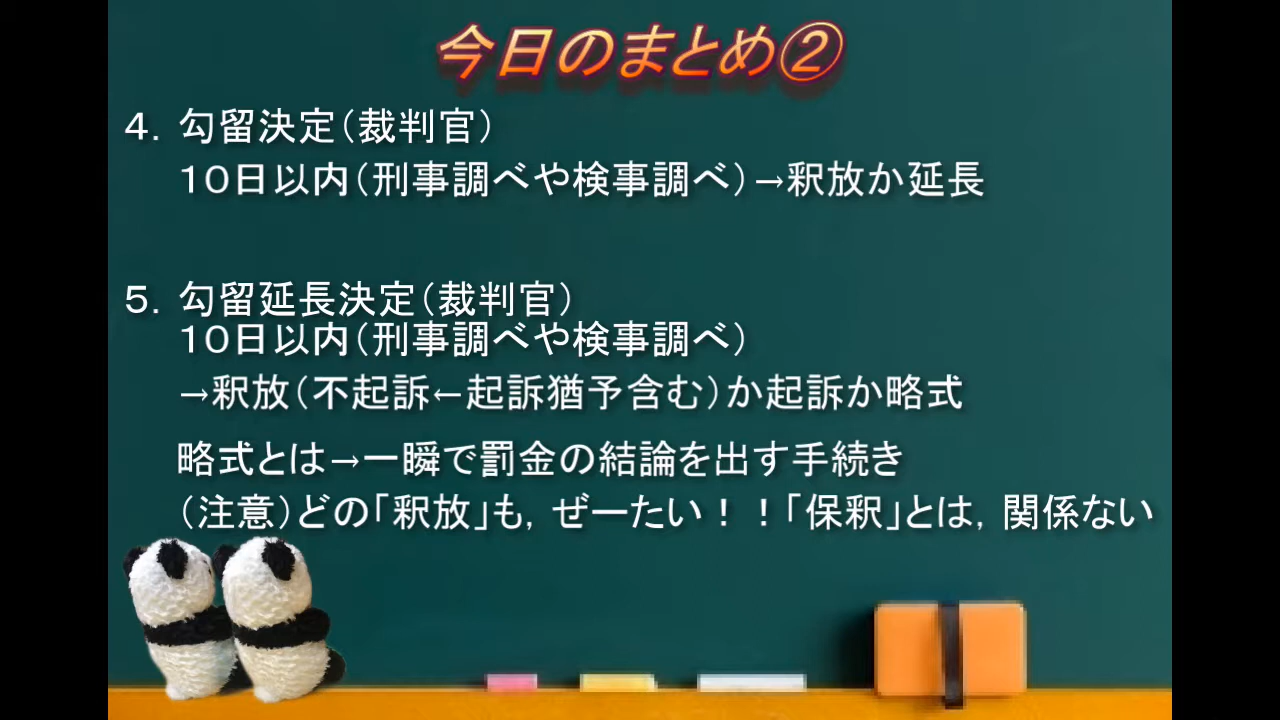 今日のまとめ②
４．勾留決定（裁判官）
１０日以内（刑事調べや検事調べ）→釈放か延長
５．勾留延長決定（裁判官）
１０日以内（刑事調べや検事調べ）
→釈放（不起訴←起訴猶予含む）か起訴か略式
略式とは→一瞬で罰金の結論を出す手続き
（注意）どの「釈放」も，ぜーたい！！「保釈」とは，関係ない